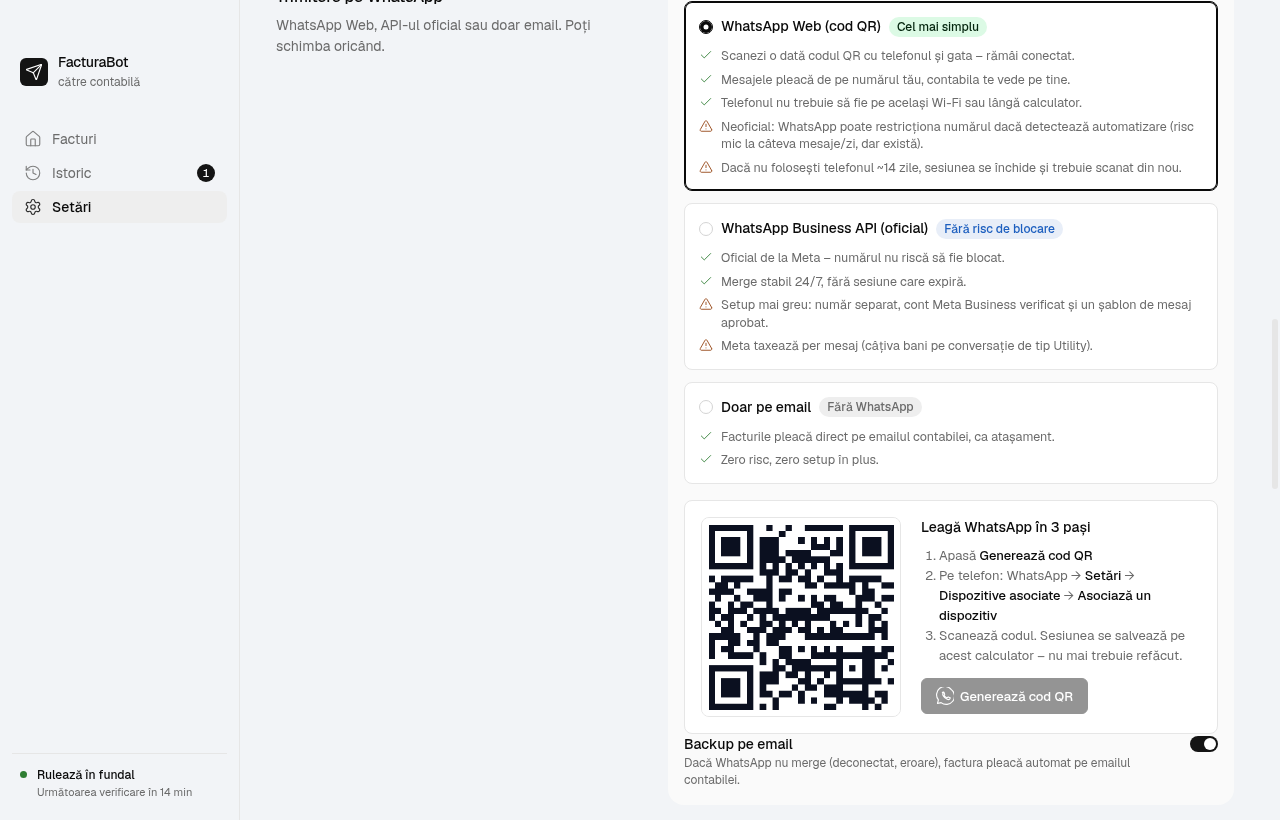 FacturaBot
către contabilă
Facturi
Istoric
1
Setări
Rulează în fundal
Următoarea verificare în 14 min
WhatsApp Web, API-ul oficial sau doar email. Poți
schimba oricând.
WhatsApp Web (cod QR)
Cel mai simplu
Scanezi o dată codul QR cu telefonul și gata – rămâi conectat.
Mesajele pleacă de pe numărul tău, contabila te vede pe tine.
Telefonul nu trebuie să fie pe același Wi-Fi sau lângă calculator.
Neoficial: WhatsApp poate restricționa numărul dacă detectează automatizare (risc
mic la câteva mesaje/zi, dar există).
Dacă nu folosești telefonul ~14 zile, sesiunea se închide și trebuie scanat din nou.
WhatsApp Business API (oficial)
Fără risc de blocare
Oficial de la Meta – numărul nu riscă să fie blocat.
Merge stabil 24/7, fără sesiune care expiră.
Setup mai greu: număr separat, cont Meta Business verificat și un șablon de mesaj
aprobat.
Meta taxează per mesaj (câțiva bani pe conversație de tip Utility).
Doar pe email
Fără WhatsApp
Facturile pleacă direct pe emailul contabilei, ca atașament.
Zero risc, zero setup în plus.
Leagă WhatsApp în 3 pași
1. Apasă Generează cod QR
2. Pe telefon: WhatsApp → Setări →
Dispozitive asociate → Asociază un
dispozitiv
3. Scanează codul. Sesiunea se salvează pe
acest calculator – nu mai trebuie refăcut.
Generează cod QR
Backup pe email
Dacă WhatsApp nu merge (deconectat, eroare), factura pleacă automat pe emailul
contabilei.